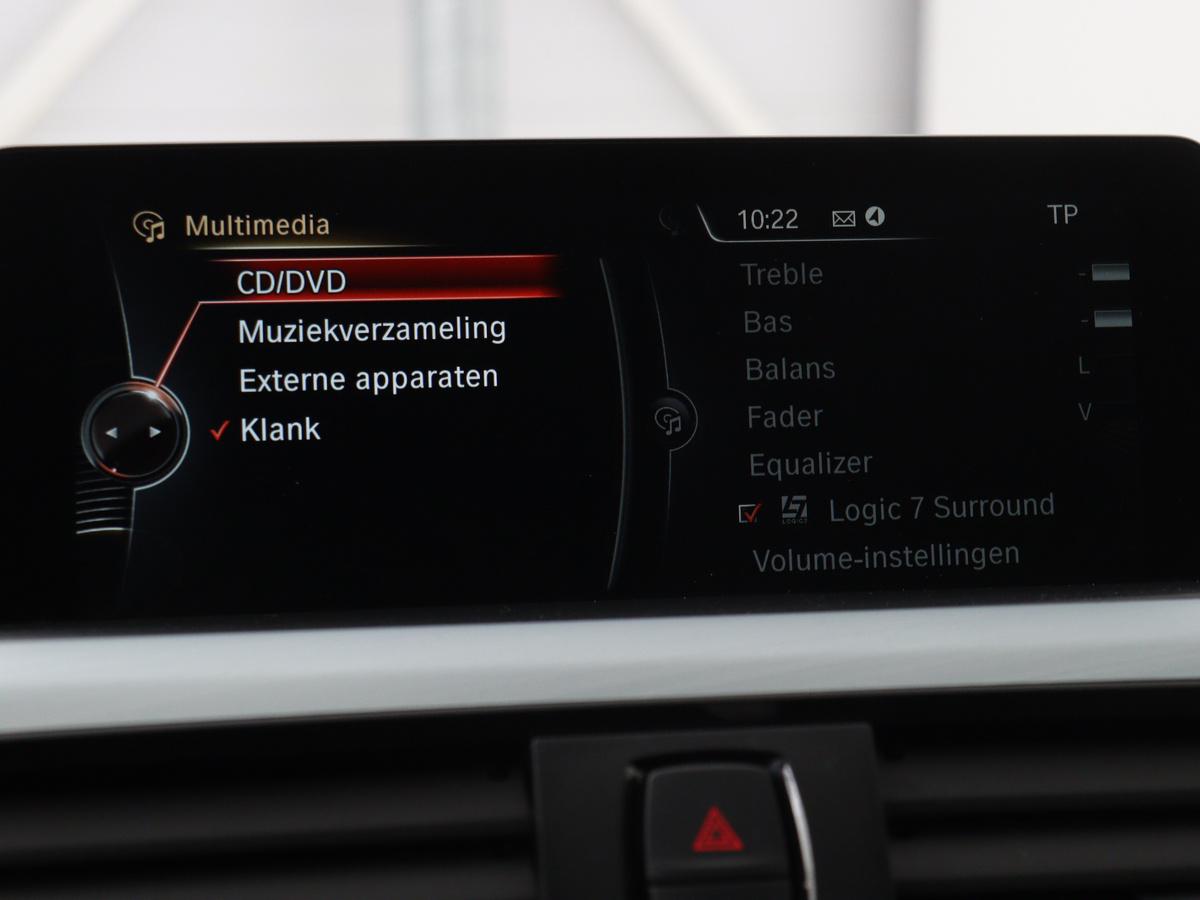 Multimedia
CD/DVD
Muziekverzameling
Externe apparaten
Klank
10:22 TP
Treble -
Bas -
Balans L
Fader V
Equalizer
LOGIC7 Logic 7 Surround
Volume-instellingen